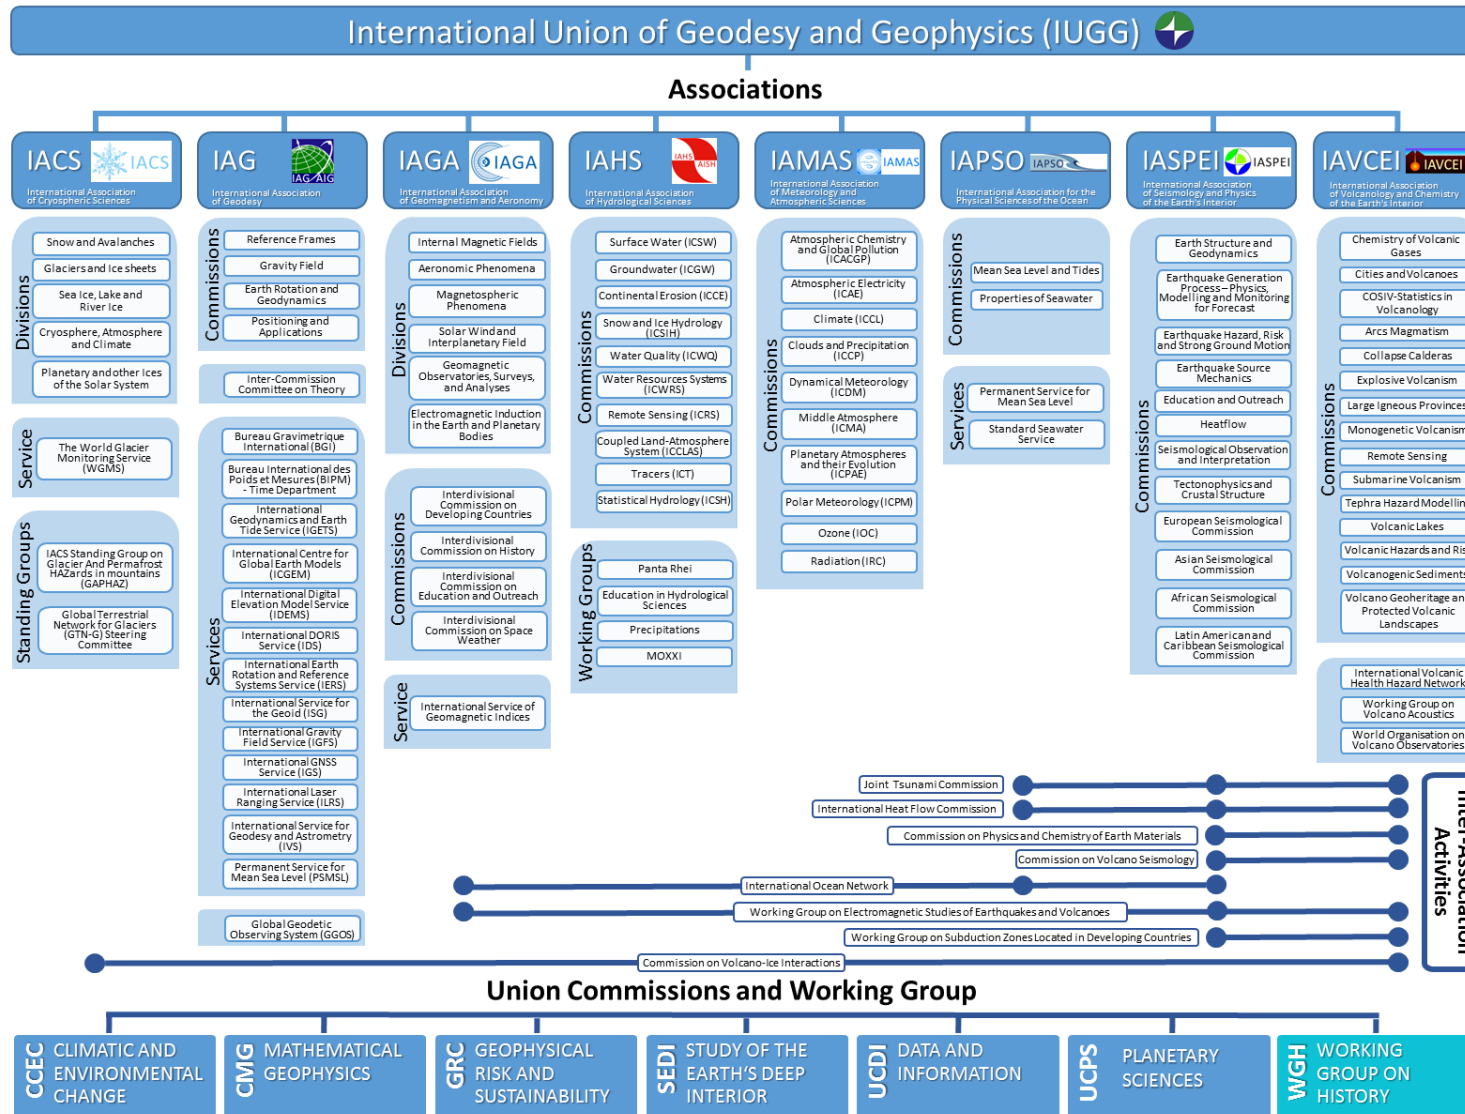 International Union of Geodesy and Geophysics (IUGG)
Associations
IACS
IACS
International Association
of Cryospheric Sciences
IAG
IAG AIG
International Association
of Geodesy
IAGA
IAGA
International Association
of Geomagnetism and Aeronomy
IAHS
IAHS
AISH
International Association
of Hydrological Sciences
IAMAS
IAMAS
International Association
of Meteorology and
Atmospheric Sciences
IAPSO
IAPSO
International Association for the
Physical Sciences of the Ocean
IASPEI
IASPEI
International Association
of Seismology and Physics
of the Earth's Interior
IAVCEI
IAVCEI
International Association
of Volcanology and Chemistry
of the Earth's Interior
Divisions
Snow and Avalanches
Glaciers and Ice sheets
Sea Ice, Lake and
River Ice
Cryosphere, Atmosphere
and Climate
Planetary and other Ices
of the Solar System
Service
The World Glacier
Monitoring Service
(WGMS)
Standing Groups
IACS Standing Group on
Glacier And Permafrost
HAZards in mountains
(GAPHAZ)
Global Terrestrial
Network for Glaciers
(GTN-G) Steering
Committee
Commissions
Reference Frames
Gravity Field
Earth Rotation and
Geodynamics
Positioning and
Applications
Inter-Commission
Committee on Theory
Services
Bureau Gravimetrique
International (BGI)
Bureau International des
Poids et Mesures (BIPM)
- Time Department
International
Geodynamics and Earth
Tide Service (IGETS)
International Centre for
Global Earth Models
(ICGEM)
International Digital
Elevation Model Service
(IDEMS)
International DORIS
Service (IDS)
International Earth
Rotation and Reference
Systems Service (IERS)
International Service for
the Geoid (ISG)
International Gravity
Field Service (IGFS)
International GNSS
Service (IGS)
International Laser
Ranging Service (ILRS)
International Service for
Geodesy and Astrometry
(IVS)
Permanent Service for
Mean Sea Level (PSMSL)
Global Geodetic
Observing System (GGOS)
Divisions
Internal Magnetic Fields
Aeronomic Phenomena
Magnetospheric
Phenomena
Solar Wind and
Interplanetary Field
Geomagnetic
Observatories, Surveys,
and Analyses
Electromagnetic Induction
in the Earth and Planetary
Bodies
Commissions
Interdivisional
Commission on
Developing Countries
Interdivisional
Commission on History
Interdivisional
Commission on
Education and Outreach
Interdivisional
Commission on Space
Weather
Service
International Service of
Geomagnetic Indices
Commissions
Surface Water (ICSW)
Groundwater (ICGW)
Continental Erosion (ICCE)
Snow and Ice Hydrology
(ICSIH)
Water Quality (ICWQ)
Water Resources Systems
(ICWRS)
Remote Sensing (ICRS)
Coupled Land-Atmosphere
System (ICCLAS)
Tracers (ICT)
Statistical Hydrology (ICSH)
Working Groups
Panta Rhei
Education in Hydrological
Sciences
Precipitations
MOXXI
Commissions
Atmospheric Chemistry
and Global Pollution
(ICACGP)
Atmospheric Electricity
(ICAE)
Climate (ICCL)
Clouds and Precipitation
(ICCP)
Dynamical Meteorology
(ICDM)
Middle Atmosphere
(ICMA)
Planetary Atmospheres
and their Evolution
(ICPAE)
Polar Meteorology (ICPM)
Ozone (IOC)
Radiation (IRC)
Commissions
Mean Sea Level and Tides
Properties of Seawater
Services
Permanent Service for
Mean Sea Level
Standard Seawater
Service
Commissions
Earth Structure and
Geodynamics
Earthquake Generation
Process – Physics,
Modelling and Monitoring
for Forecast
Earthquake Hazard, Risk
and Strong Ground Motion
Earthquake Source
Mechanics
Education and Outreach
Heatflow
Seismological Observation
and Interpretation
Tectonophysics and
Crustal Structure
European Seismological
Commission
Asian Seismological
Commission
African Seismological
Commission
Latin American and
Caribbean Seismological
Commission
Commissions
Chemistry of Volcanic
Gases
Cities and Volcanoes
COSIV-Statistics in
Volcanology
Arcs Magmatism
Collapse Calderas
Explosive Volcanism
Large Igneous Provinces
Monogenetic Volcanism
Remote Sensing
Submarine Volcanism
Tephra Hazard Modellin
Volcanic Lakes
Volcanic Hazards and Ris
Volcanogenic Sediments
Volcano Geoheritage an
Protected Volcanic
Landscapes
International Volcanic
Health Hazard Network
Working Group on
Volcano Acoustics
World Organisation on
Volcano Observatories
Joint Tsunami Commission
International Heat Flow Commission
Commission on Physics and Chemistry of Earth Materials
Commission on Volcano Seismology
International Ocean Network
Working Group on Electromagnetic Studies of Earthquakes and Volcanoes
Working Group on Subduction Zones Located in Developing Countries
Commission on Volcano-Ice Interactions
Inter-Association
Activities
Union Commissions and Working Group
CCEC
CLIMATIC AND
ENVIRONMENTAL
CHANGE
CMG
MATHEMATICAL
GEOPHYSICS
GRC
GEOPHYSICAL
RISK AND
SUSTAINABILITY
SEDI
STUDY OF THE
EARTH'S DEEP
INTERIOR
UCDI
DATA AND
INFORMATION
UCPS
PLANETARY
SCIENCES
WGH
WORKING
GROUP ON
HISTORY